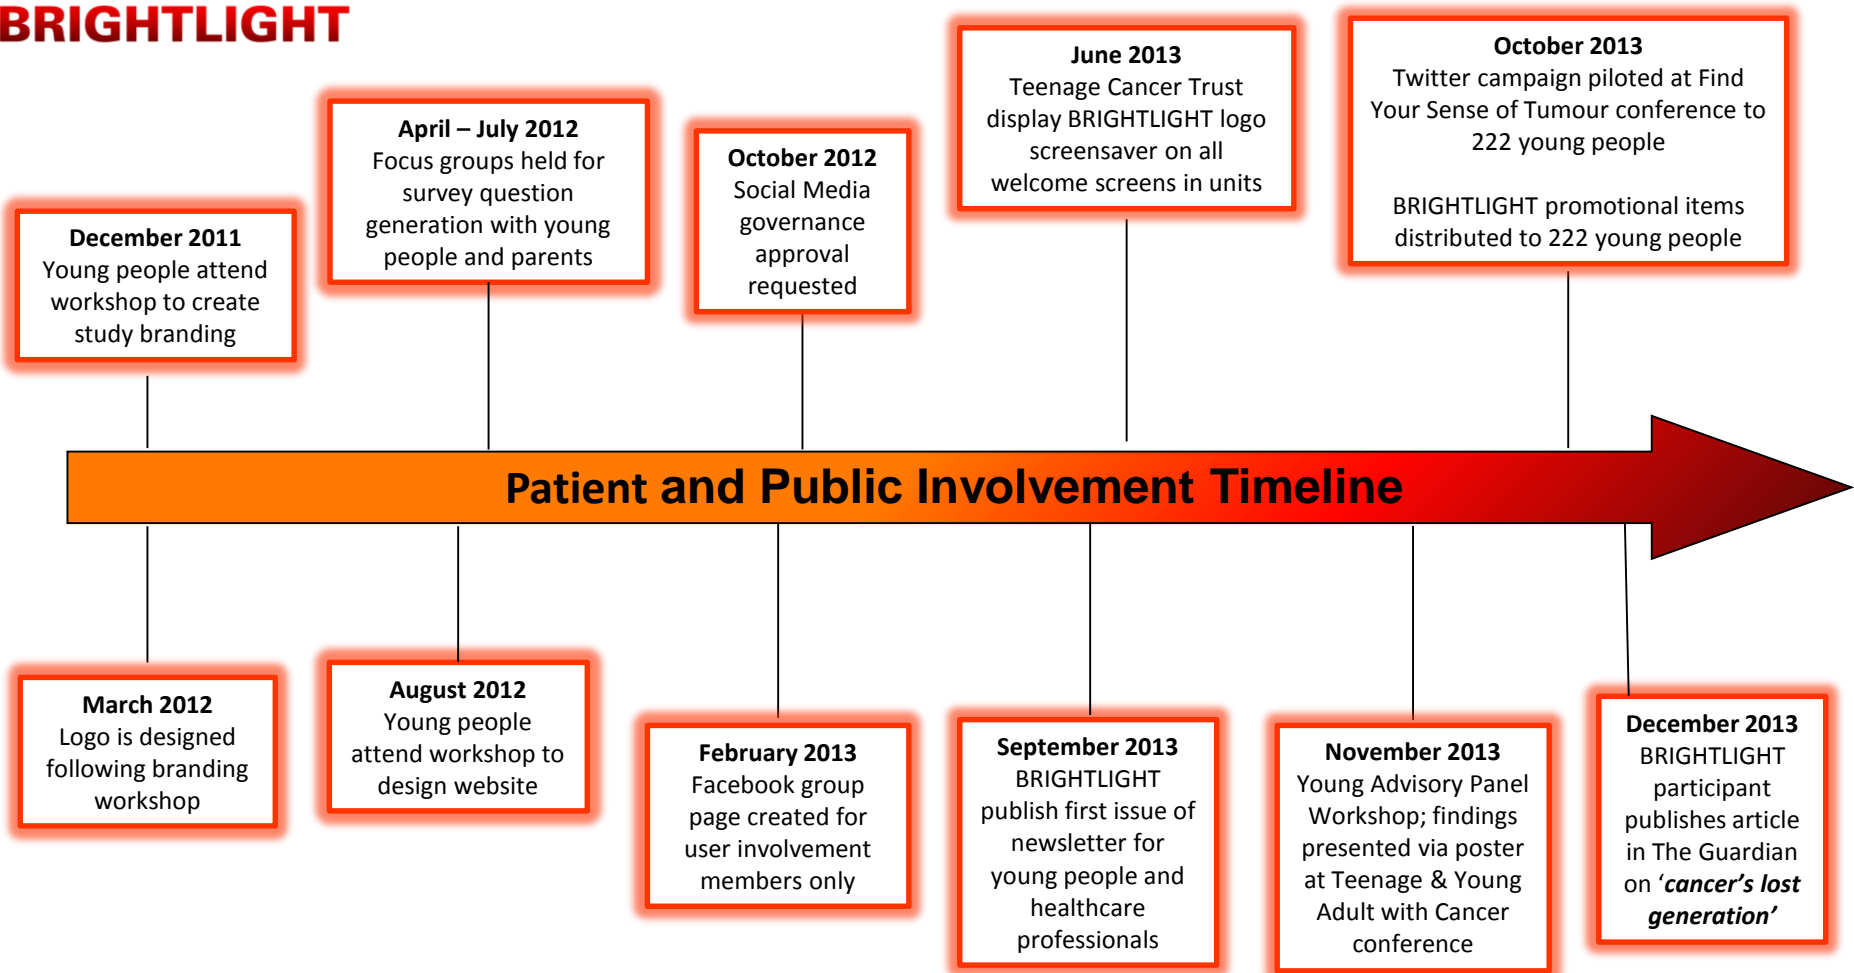 BRIGHTLIGHT
December 2011
Young people attend
workshop to create
study branding
April – July 2012
Focus groups held for
survey question
generation with young
people and parents
October 2012
Social Media
governance
approval
requested
June 2013
Teenage Cancer Trust
display BRIGHTLIGHT logo
screensaver on all
welcome screens in units
October 2013
Twitter campaign piloted at Find
Your Sense of Tumour conference to
222 young people
BRIGHTLIGHT promotional items
distributed to 222 young people
Patient and Public Involvement Timeline
March 2012
Logo is designed
following branding
workshop
August 2012
Young people
attend workshop to
design website
February 2013
Facebook group
page created for
user involvement
members only
September 2013
BRIGHTLIGHT
publish first issue of
newsletter for
young people and
healthcare
professionals
November 2013
Young Advisory Panel
Workshop; findings
presented via poster
at Teenage & Young
Adult with Cancer
conference
December 2013
BRIGHTLIGHT
participant
publishes article
in The Guardian
on ‘cancer’s lost
generation’